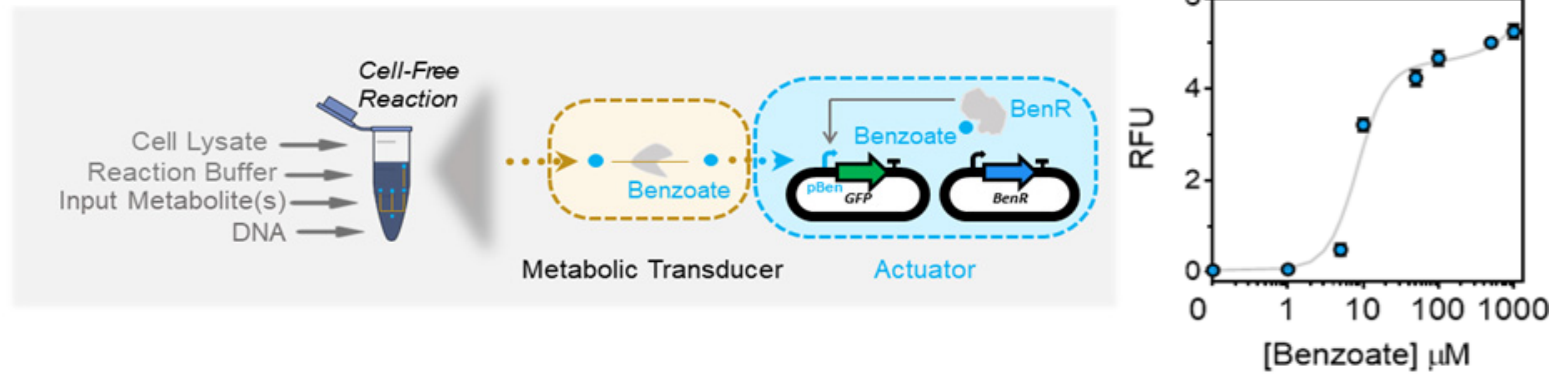 Cell-Free
Reaction
Cell Lysate
Reaction Buffer
Input Metabolite(s)
DNA
Benzoate
Metabolic Transducer
BenR
Benzoate
pBen
GFP
BenR
Actuator
RFU
4
2
0
0 1 10 100 1000
[Benzoate] μM